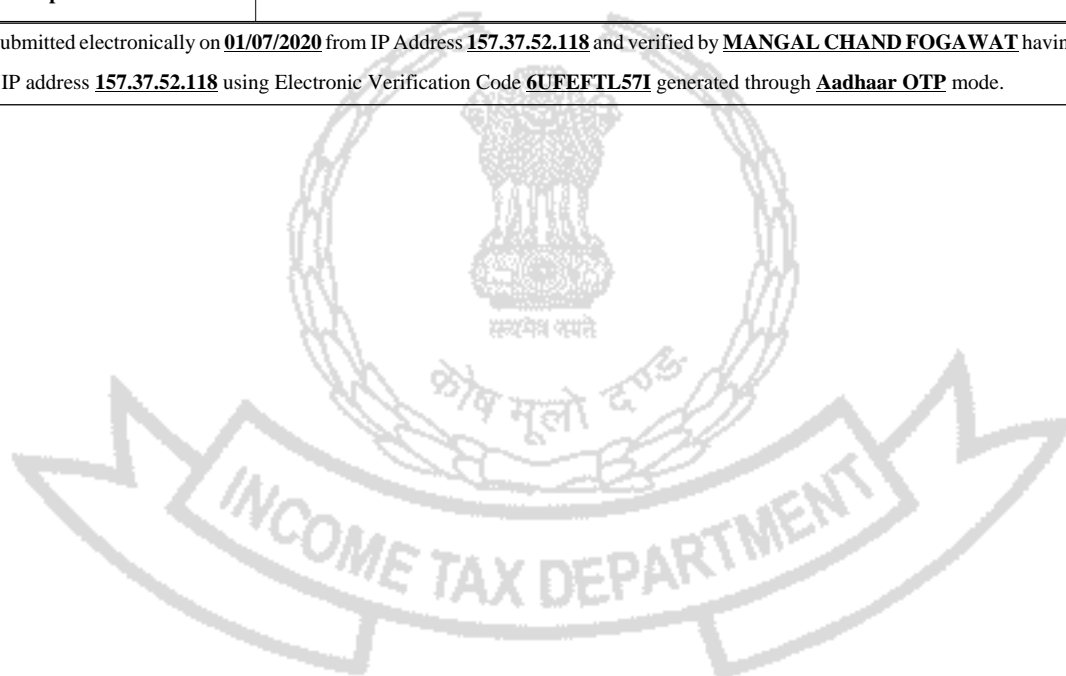 ubmitted electronically on 01/07/2020 from IP Address 157.37.52.118 and verified by MANGAL CHAND FOGAWAT havin
IP address 157.37.52.118 using Electronic Verification Code 6UFEFTL57I generated through Aadhaar OTP mode.
सत्यमेव जयते
कोष मूलो दण्ड:
INCOME TAX DEPARTMENT